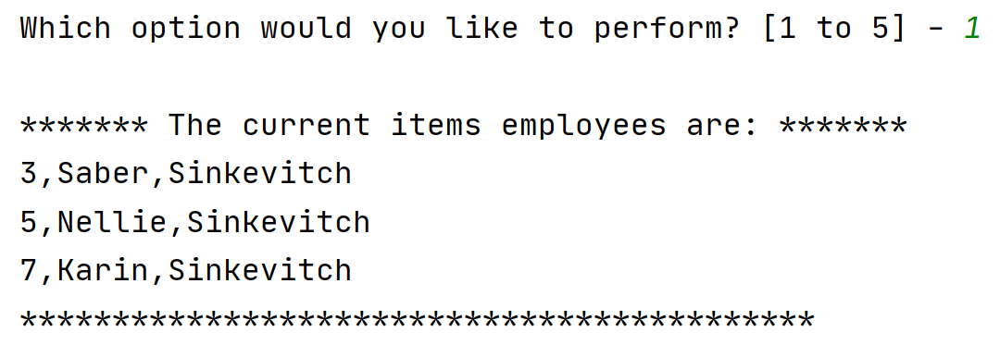 Which option would you like to perform? [1 to 5] - 1
******* The current items employees are: *******
3,Saber,Sinkevitch
5,Nellie,Sinkevitch
7,Karin,Sinkevitch
*******************************************